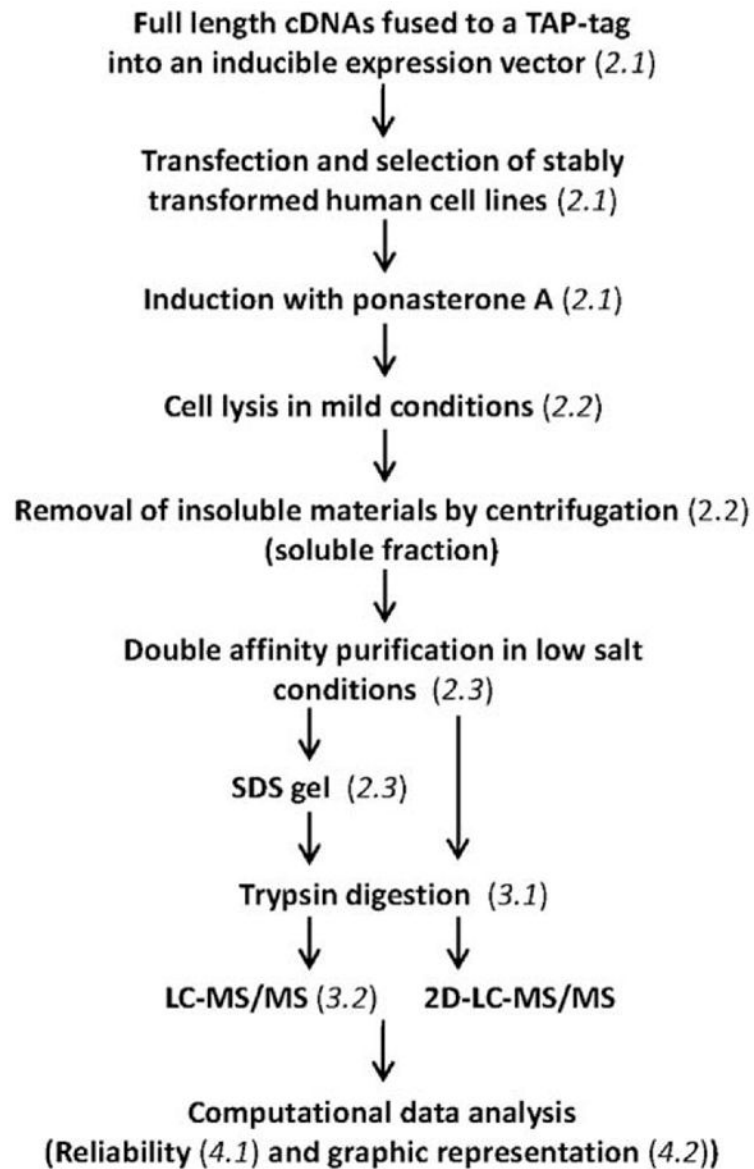 Full length cDNAs fused to a TAP-tag
into an inducible expression vector (2.1)
Transfection and selection of stably
transformed human cell lines (2.1)
Induction with ponasterone A (2.1)
Cell lysis in mild conditions (2.2)
Removal of insoluble materials by centrifugation (2.2)
(soluble fraction)
Double affinity purification in low salt
conditions (2.3)
SDS gel (2.3)
Trypsin digestion (3.1)
LC-MS/MS (3.2) 2D-LC-MS/MS
Computational data analysis
(Reliability (4.1) and graphic representation (4.2))